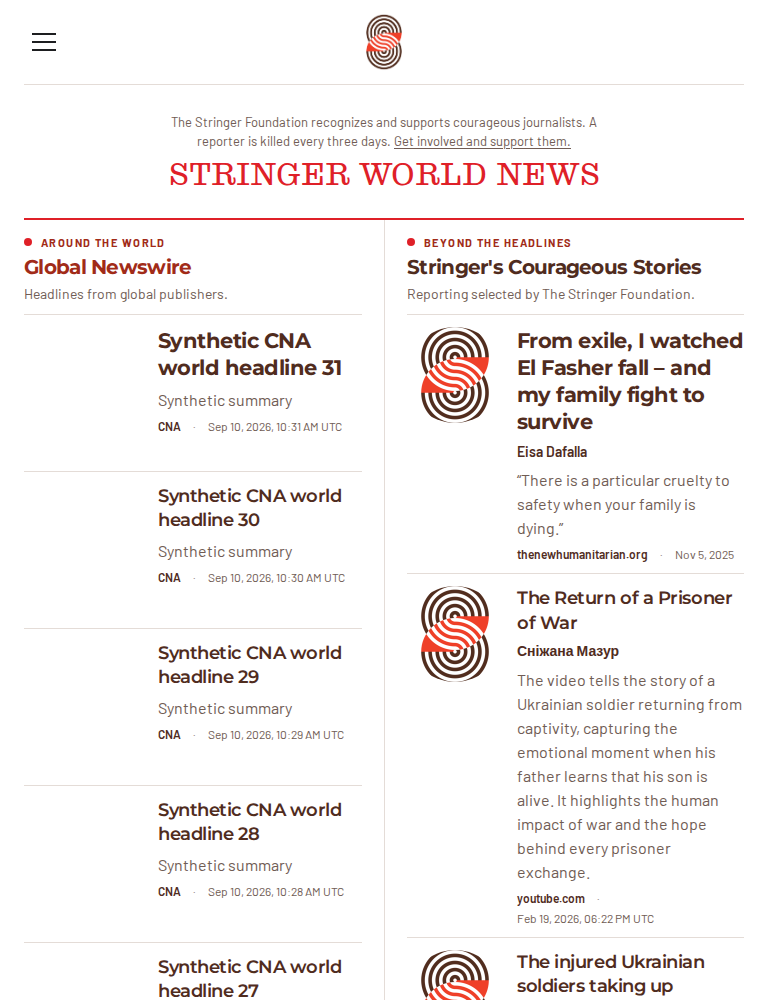 The Stringer Foundation recognizes and supports courageous journalists. A
reporter is killed every three days. Get involved and support them.
STRINGER WORLD NEWS
AROUND THE WORLD
Global Newswire
Headlines from global publishers.
Synthetic CNA
world headline 31
Synthetic summary
CNA · Sep 10, 2026, 10:31 AM UTC
Synthetic CNA world
headline 30
Synthetic summary
CNA · Sep 10, 2026, 10:30 AM UTC
Synthetic CNA world
headline 29
Synthetic summary
CNA · Sep 10, 2026, 10:29 AM UTC
Synthetic CNA world
headline 28
Synthetic summary
CNA · Sep 10, 2026, 10:28 AM UTC
Synthetic CNA world
headline 27
BEYOND THE HEADLINES
Stringer's Courageous Stories
Reporting selected by The Stringer Foundation.
From exile, I watched
El Fasher fall – and
my family fight to
survive
Eisa Dafalla
“There is a particular cruelty to
safety when your family is
dying.”
thenewhumanitarian.org · Nov 5, 2025
The Return of a Prisoner
of War
Сніжана Мазур
The video tells the story of a
Ukrainian soldier returning from
captivity, capturing the
emotional moment when his
father learns that his son is
alive. It highlights the human
impact of war and the hope
behind every prisoner
exchange.
youtube.com ·
Feb 19, 2026, 06:22 PM UTC
The injured Ukrainian
soldiers taking up